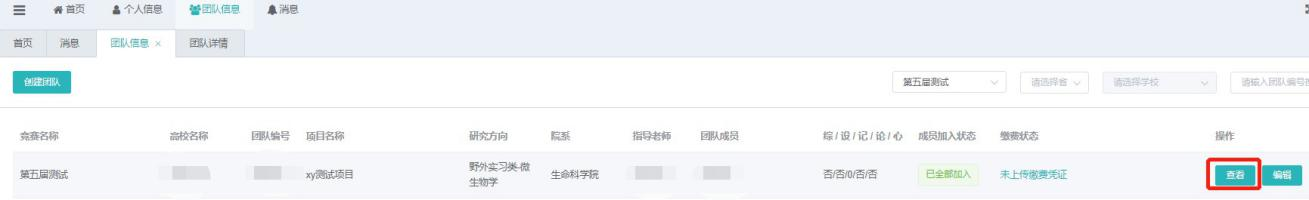 首页 个人信息 团队信息 消息
首页 消息 团队信息 × 团队详情
创建团队 第五届测试 请选择省 请选择学校 请输入团队编号
竞赛名称 高校名称 团队编号 项目名称 研究方向 院系 指导老师 团队成员 综/设/记/论/心 成员加入状态 缴费状态 操作
第五届测试 xy测试项目 野外实习类-微 生命科学院 否/否/0/否/否 已全部加入 未上传缴费凭证 查看 编辑
生物学